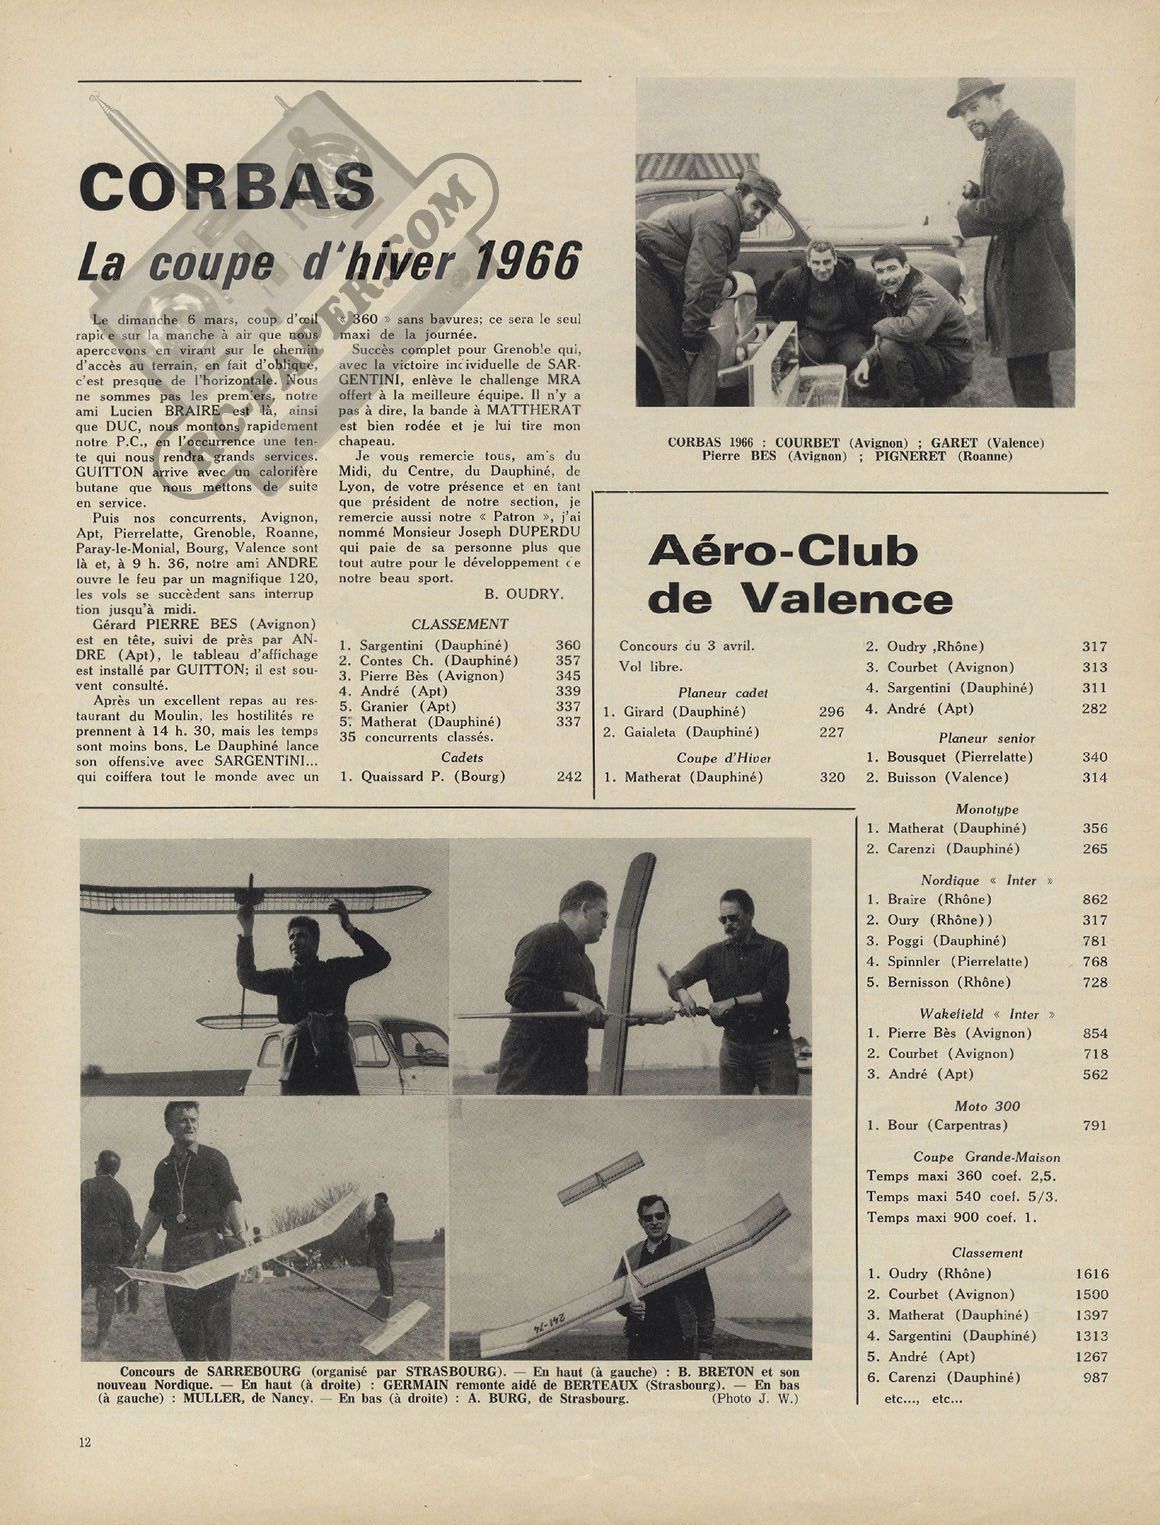 CORBAS
La coupe d'hiver 1966
Le dimanche 6 mars, coup d'œil
rapide sur la manche à air que nous
apercevons en virant sur le chemin
d'accès au terrain, en fait d'oblique,
c'est presque de l'horizontale. Nous
ne sommes pas les premiers, notre
ami Lucien BRAIRE est là, ainsi
que DUC, nous montons rapidement
notre P.C., en l'occurrence une ten-
te qui nous rendra grands services.
GUITTON arrive avec un calorifère
butane que nous mettons de suite
en service.
Puis nos concurrents, Avignon,
Apt, Pierrelatte, Grenoble, Roanne,
Paray-le-Monial, Bourg, Valence sont
là et, à 9 h. 36, notre ami ANDRE
ouvre le feu par un magnifique 120,
les vols se succèdent sans interrup
tion jusqu'à midi.
Gérard PIERRE BES (Avignon)
est en tête, suivi de près par AN-
DRE (Apt), le tableau d'affichage
est installé par GUITTON; il est sou-
vent consulté.
Après un excellent repas au res-
taurant du Moulin, les hostilités re
prennent à 14 h. 30, mais les temps
sont moins bons. Le Dauphiné lance
son offensive avec SARGENTINI...
qui coiffera tout le monde avec un
« 360 » sans bavures; ce sera le seul
maxi de la journée.
Succès complet pour Grenoble qui,
avec la victoire individuelle de SAR-
GENTINI, enlève le challenge MRA
offert à la meilleure équipe. Il n'y a
pas à dire, la bande à MATTHERAT
est bien rodée et je lui tire mon
chapeau.
Je vous remercie tous, am's du
Midi, du Centre, du Dauphiné, de
Lyon, de votre présence et en tant
que président de notre section, je
remercie aussi notre « Patron », j'ai
nommé Monsieur Joseph DUPERDU
qui paie de sa personne plus que
tout autre pour le développement de
notre beau sport.
B. OUDRY.
CLASSEMENT
1. Sargentini (Dauphiné) 360
2. Contes Ch. (Dauphiné) 357
3. Pierre Bès (Avignon) 345
4. André (Apt) 339
5. Granier (Apt) 337
5. Matherat (Dauphiné) 337
35 concurrents classés.
Cadets
1. Quaissard P. (Bourg) 242
RC-PAPER.COM
CORBAS 1966 : COURBET (Avignon) ; GARET (Valence)
Pierre BES (Avignon) ; PIGNERET (Roanne)
Aéro-Club
de Valence
Concours du 3 avril.
Vol libre.
Planeur cadet
1. Girard (Dauphiné) 296
2. Gaialeta (Dauphiné) 227
Coupe d'Hiver
1. Matherat (Dauphiné) 320
2. Oudry ,Rhône) 317
3. Courbet (Avignon) 313
4. Sargentini (Dauphiné) 311
4. André (Apt) 282
Planeur senior
1. Bousquet (Pierrelatte) 340
2. Buisson (Valence) 314
Monotype
1. Matherat (Dauphiné) 356
2. Carenzi (Dauphiné) 265
Nordique « Inter »
1. Braire (Rhône) 862
2. Oury (Rhône)) 317
3. Poggi (Dauphiné) 781
4. Spinnler (Pierrelatte) 768
5. Bernisson (Rhône) 728
Wakefield « Inter »
1. Pierre Bès (Avignon) 854
2. Courbet (Avignon) 718
3. André (Apt) 562
Moto 300
1. Bour (Carpentras) 791
Coupe Grande-Maison
Temps maxi 360 coef. 2,5.
Temps maxi 540 coef. 5/3.
Temps maxi 900 coef. 1.
Classement
1. Oudry (Rhône) 1616
2. Courbet (Avignon) 1500
3. Matherat (Dauphiné) 1397
4. Sargentini (Dauphiné) 1313
5. André (Apt) 1267
6. Carenzi (Dauphiné) 987
etc..., etc...
241-74
Concours de SARREBOURG (organisé par STRASBOURG). — En haut (à gauche) : B. BRETON et son
nouveau Nordique. — En haut (à droite) : GERMAIN remonte aidé de BERTEAUX (Strasbourg). — En bas
(à gauche) : MULLER, de Nancy. — En bas (à droite) : A. BURG, de Strasbourg. (Photo J. W.)
12